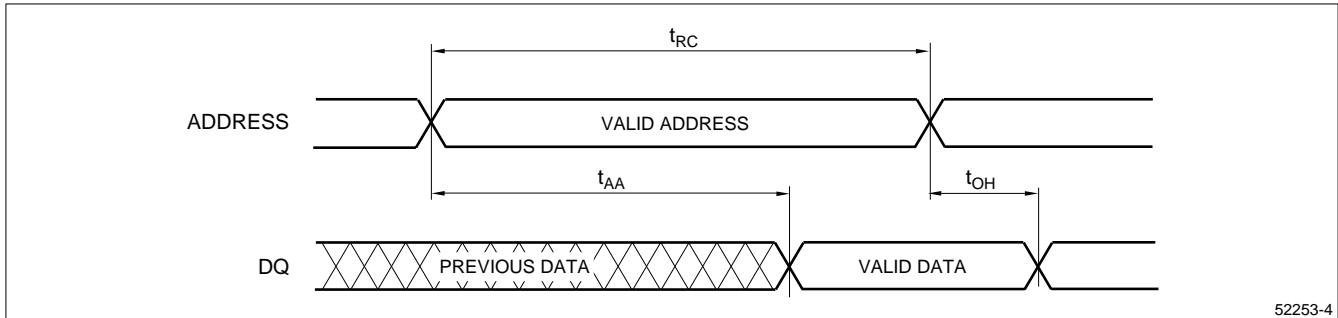 tRC
ADDRESS
VALID ADDRESS
tAA
tOH
DQ
PREVIOUS DATA
VALID DATA
52253-4